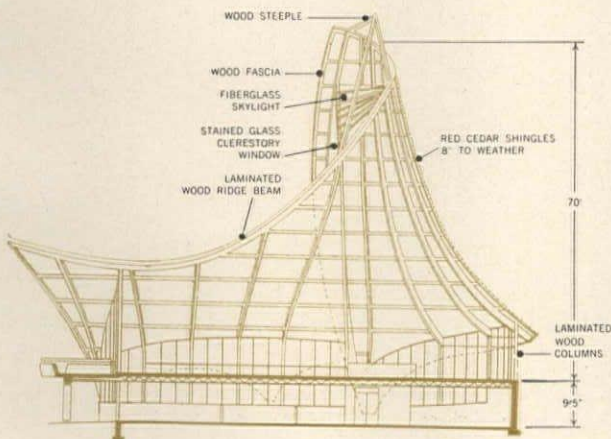 WOOD STEEPLE
WOOD FASCIA
FIBERGLASS
SKYLIGHT
STAINED GLASS
CLERESTORY
WINDOW
LAMINATED
WOOD RIDGE BEAM
RED CEDAR SHINGLES
8" TO WEATHER
70'
LAMINATED
WOOD
COLUMNS
9'-5"